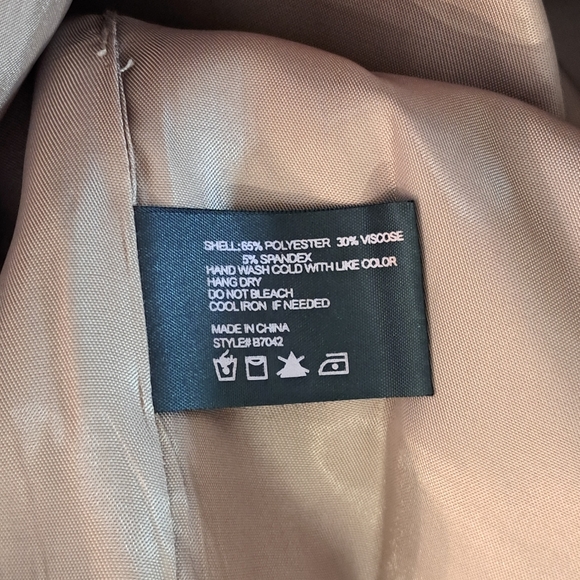 SHELL: 65% POLYESTER 30% VISCOSE
5% SPANDEX
HAND WASH COLD WITH LIKE COLOR
HANG DRY
DO NOT BLEACH
COOL IRON IF NEEDED
MADE IN CHINA
STYLE# B7042